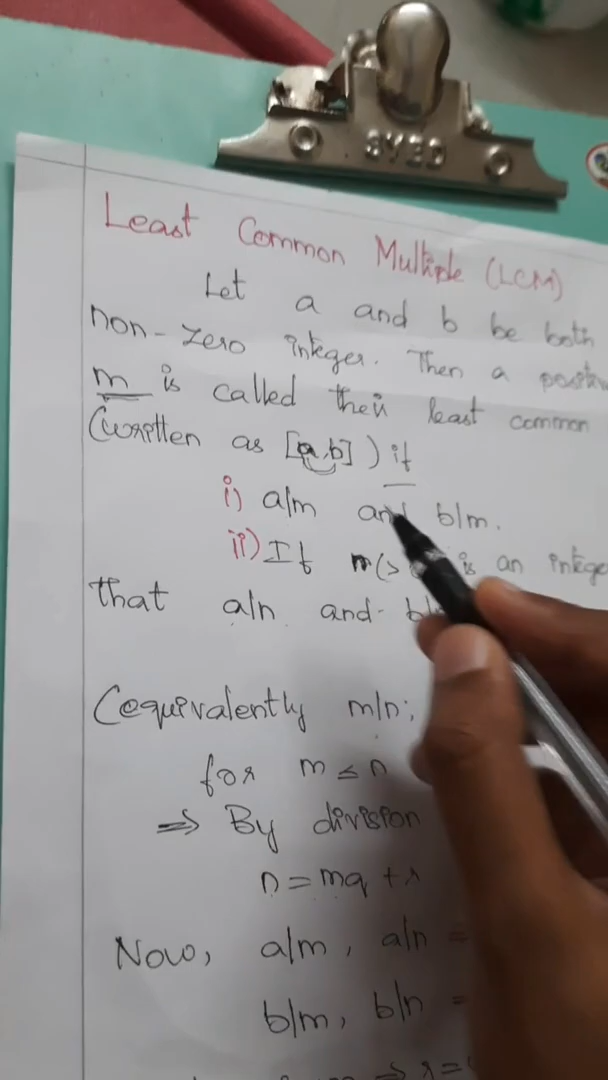 SYED
Least Common Multiple (LCM)
Let a and b be both
non-zero integer. Then a
m is called their least common
(written as [a,b]) if
i) a/m and b/m.
ii) If is an
that a/n and
(equivalently m/n;
for m ≤ n
⇒ By division
n = mq + r
Now, a/m, a/n =
b/m, b/n =